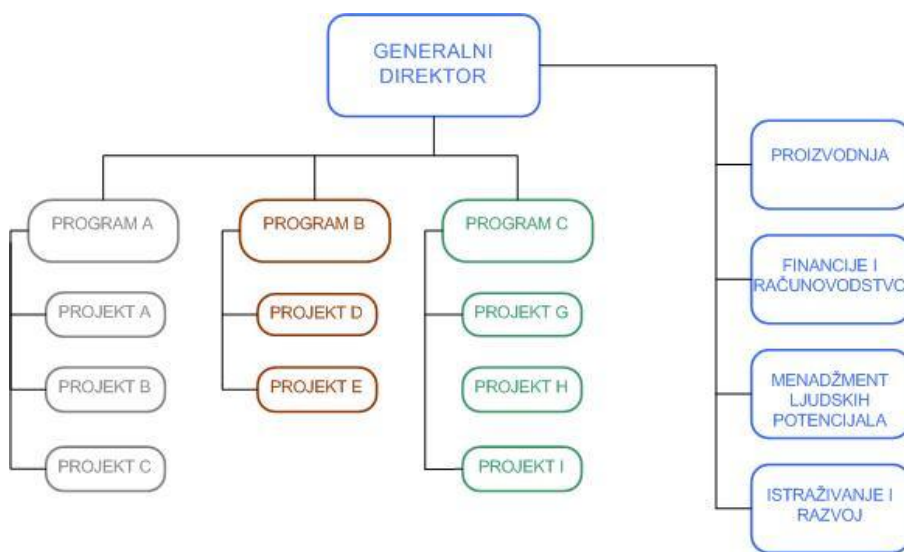 GENERALNI
DIREKTOR
PROIZVODNJA
PROGRAM A
PROGRAM B
PROGRAM C
FINANCIJE I
RAČUNOVODSTVO
PROJEKT A
PROJEKT D
PROJEKT G
PROJEKT B
PROJEKT E
PROJEKT H
MENADŽMENT
LJUDSKIH
POTENCIJALA
PROJEKT C
PROJEKT I
ISTRAŽIVANJE I
RAZVOJ